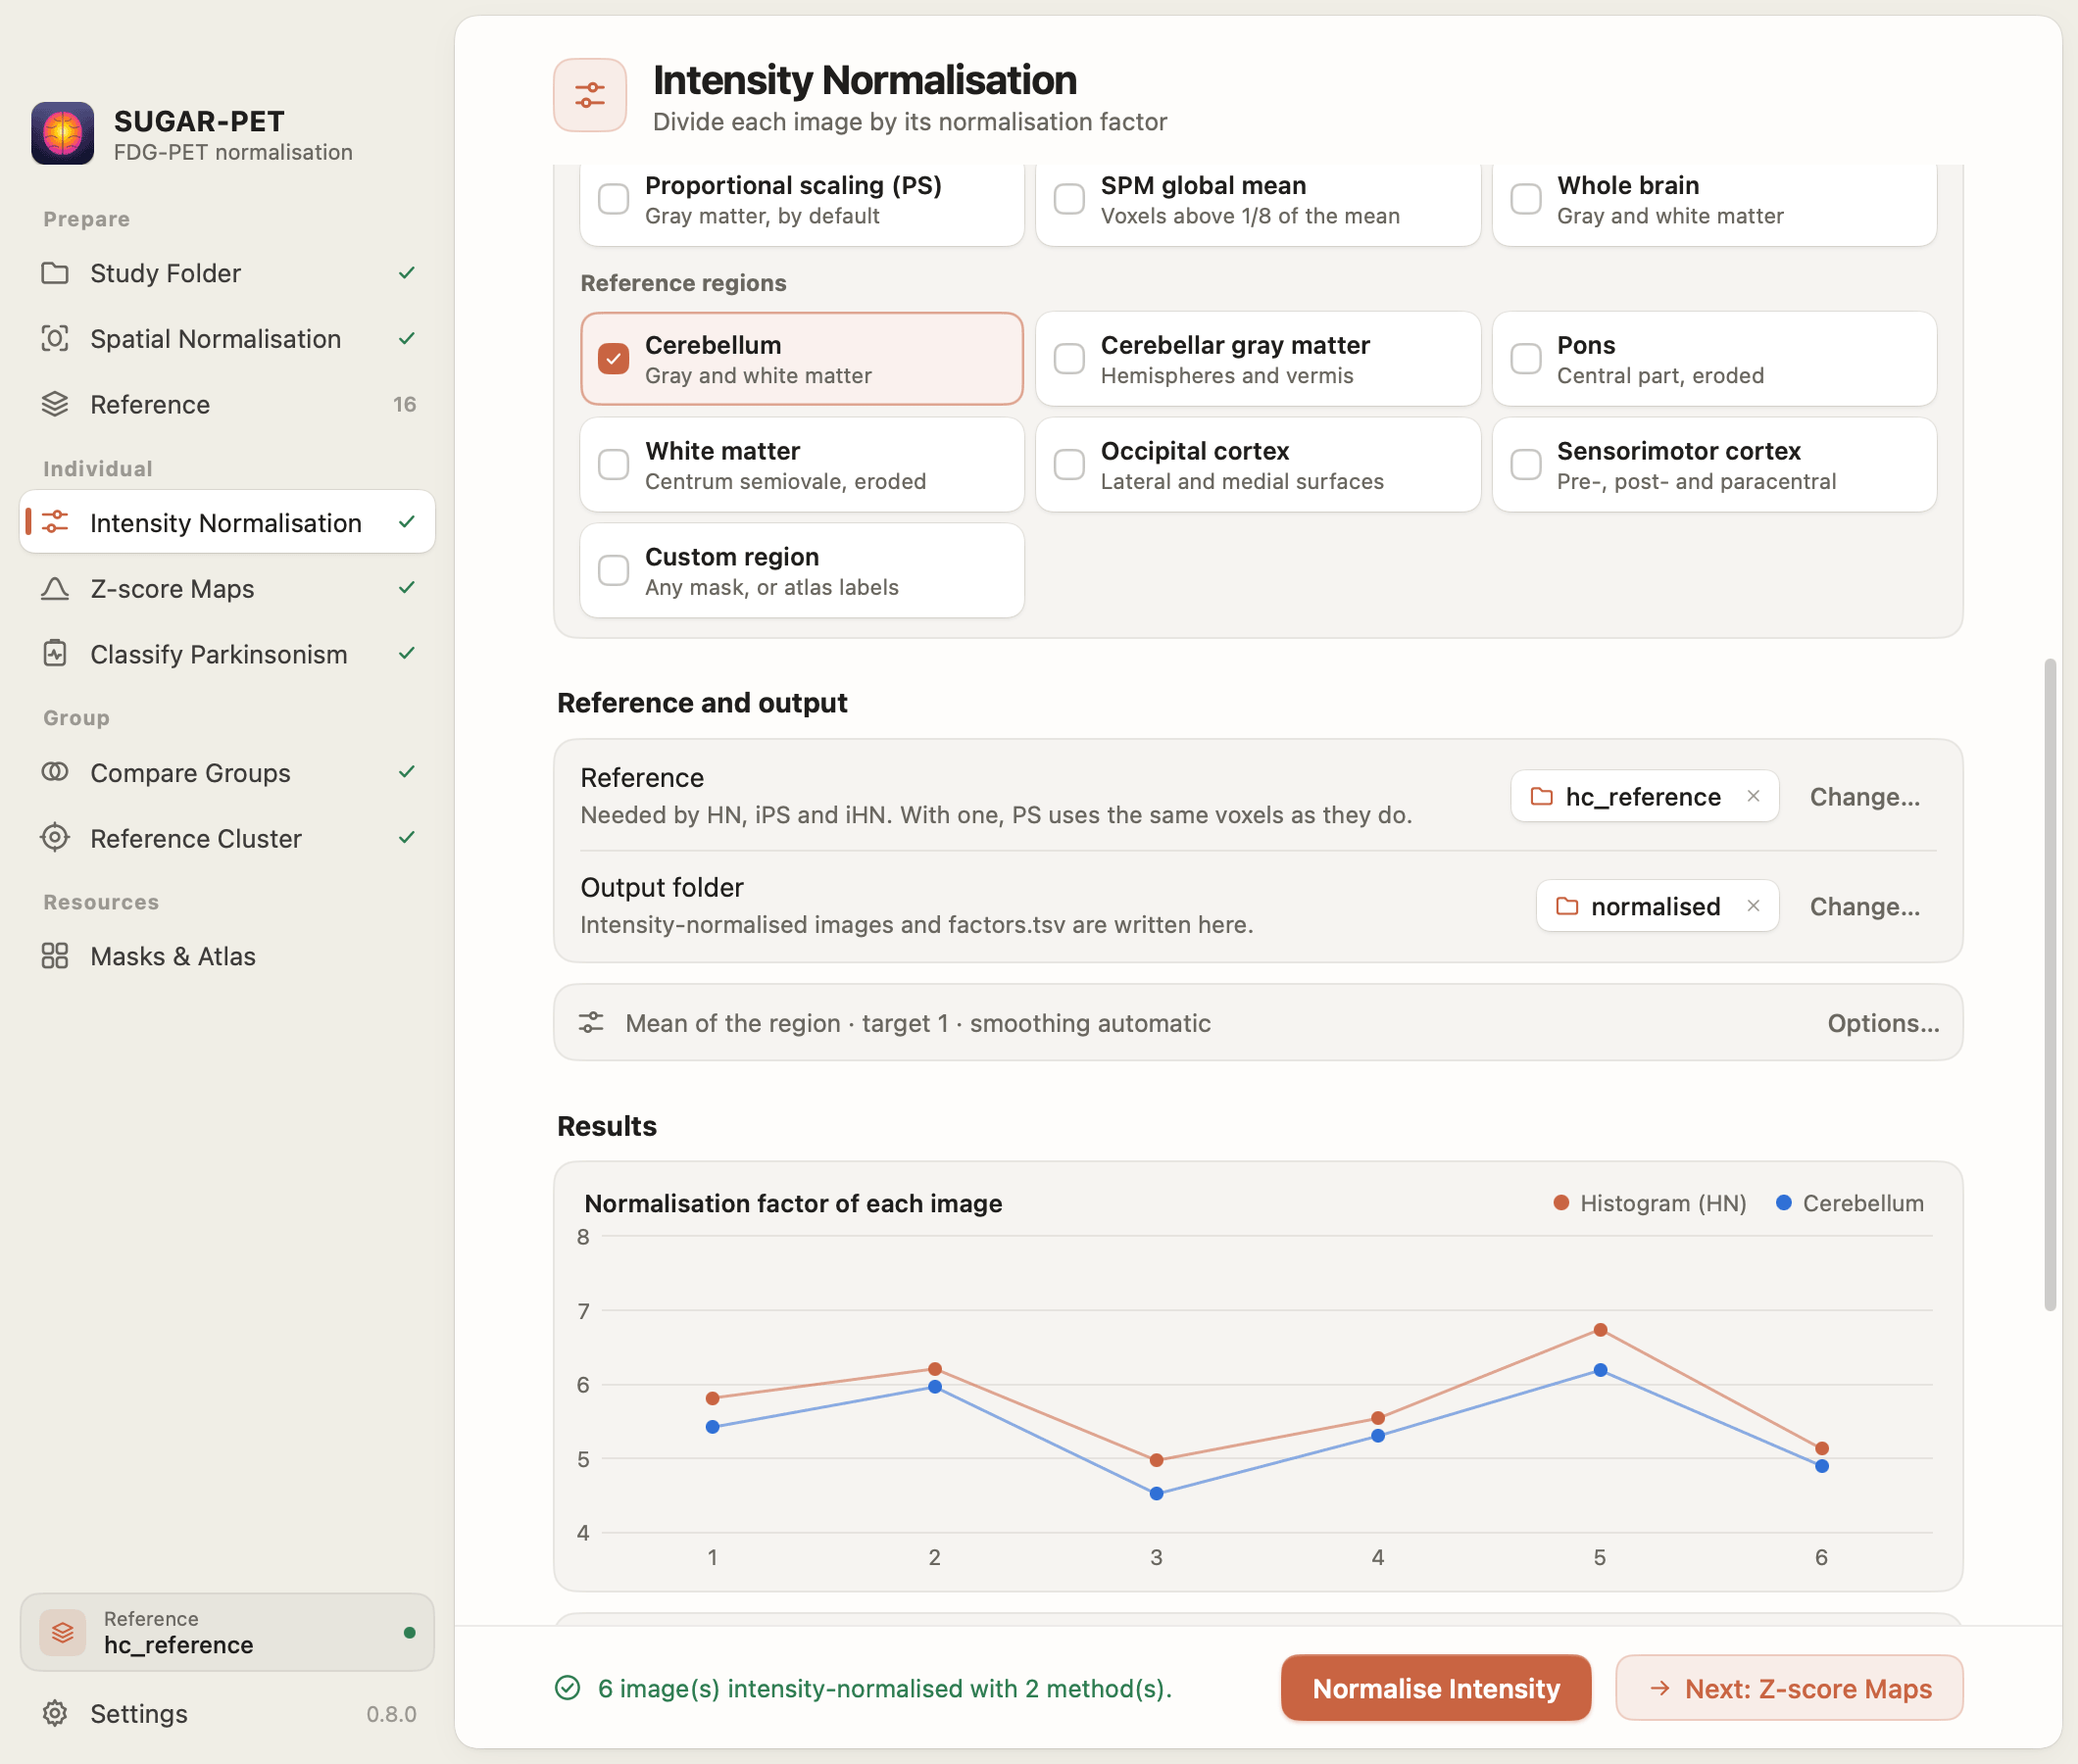 SUGAR-PET
FDG-PET normalisation
Prepare
Study Folder
Spatial Normalisation
Reference 16
Individual
Intensity Normalisation
Z-score Maps
Classify Parkinsonism
Group
Compare Groups
Reference Cluster
Resources
Masks & Atlas
Reference
hc_reference
Settings 0.8.0
Intensity Normalisation
Divide each image by its normalisation factor
Proportional scaling (PS)
Gray matter, by default
SPM global mean
Voxels above 1/8 of the mean
Whole brain
Gray and white matter
Reference regions
Cerebellum
Gray and white matter
Cerebellar gray matter
Hemispheres and vermis
Pons
Central part, eroded
White matter
Centrum semiovale, eroded
Occipital cortex
Lateral and medial surfaces
Sensorimotor cortex
Pre-, post- and paracentral
Custom region
Any mask, or atlas labels
Reference and output
Reference
Needed by HN, iPS and iHN. With one, PS uses the same voxels as they do.
hc_reference × Change...
Output folder
Intensity-normalised images and factors.tsv are written here.
normalised × Change...
Mean of the region · target 1 · smoothing automatic Options...
Results
Normalisation factor of each image
Histogram (HN) Cerebellum
8
7
6
5
4
1 2 3 4 5 6
6 image(s) intensity-normalised with 2 method(s).
Normalise Intensity
→ Next: Z-score Maps